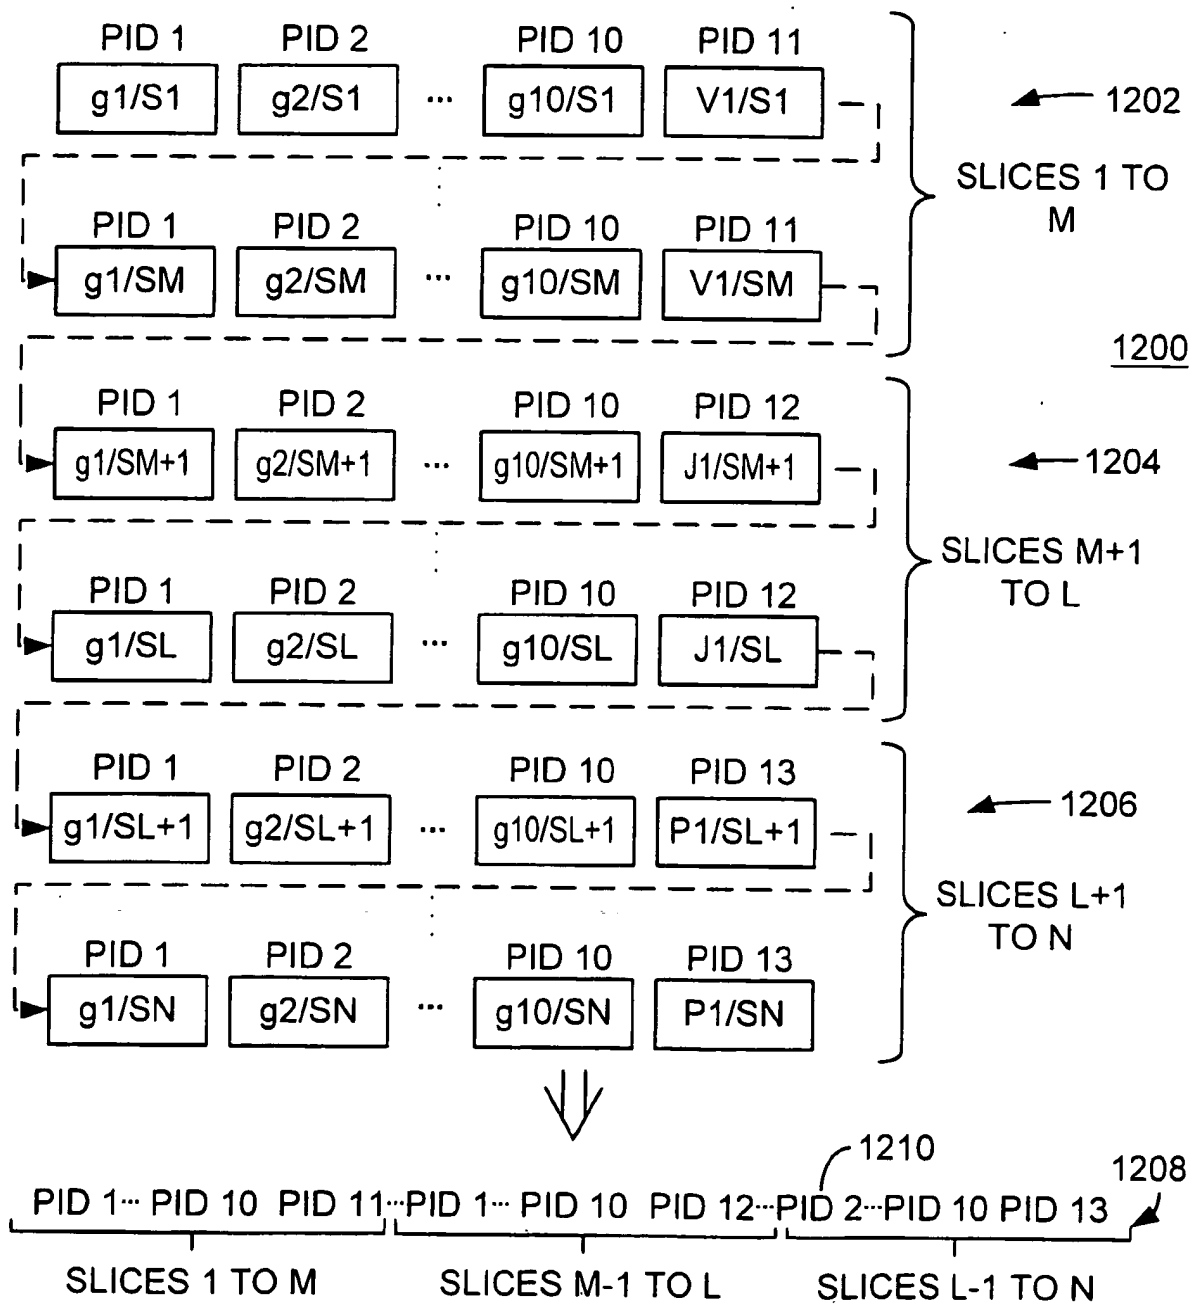 PID 1 PID 2 PID 10 PID 11
g1/S1 g2/S1 ... g10/S1 V1/S1
1202
SLICES 1 TO
M
PID 1 PID 2 PID 10 PID 11
g1/SM g2/SM ... g10/SM V1/SM
1200
PID 1 PID 2 PID 10 PID 12
g1/SM+1 g2/SM+1 ... g10/SM+1 J1/SM+1
1204
SLICES M+1
TO L
PID 1 PID 2 PID 10 PID 12
g1/SL g2/SL ... g10/SL J1/SL
PID 1 PID 2 PID 10 PID 13
g1/SL+1 g2/SL+1 ... g10/SL+1 P1/SL+1
1206
SLICES L+1
TO N
PID 1 PID 2 PID 10 PID 13
g1/SN g2/SN ... g10/SN P1/SN
1210
1208
PID 1... PID 10 PID 11...PID 1... PID 10 PID 12...PID 2...PID 10 PID 13
SLICES 1 TO M SLICES M-1 TO L SLICES L-1 TO N